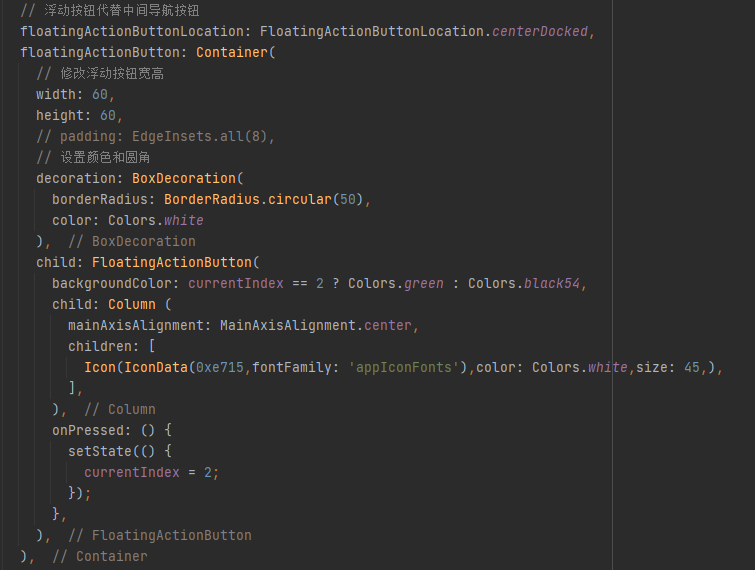 // 浮动按钮代替中间导航按钮
floatingActionButtonLocation: FloatingActionButtonLocation.centerDocked,
floatingActionButton: Container(
// 修改浮动按钮宽高
width: 60,
height: 60,
// padding: EdgeInsets.all(8),
// 设置颜色和圆角
decoration: BoxDecoration(
borderRadius: BorderRadius.circular(50),
color: Colors.white
), // BoxDecoration
child: FloatingActionButton(
backgroundColor: currentIndex == 2 ? Colors.green : Colors.black54,
child: Column (
mainAxisAlignment: MainAxisAlignment.center,
children: [
Icon(IconData(0xe715,fontFamily: 'appIconFonts'),color: Colors.white,size: 45,),
],
), // Column
onPressed: () {
setState(() {
currentIndex = 2;
});
},
), // FloatingActionButton
), // Container